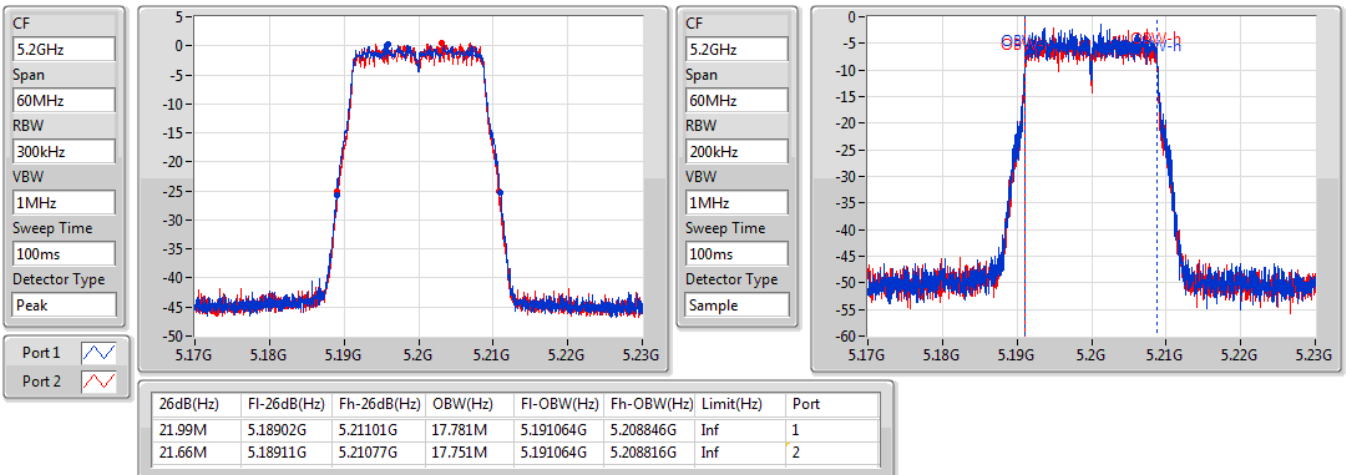 CF
5.2GHz
Span
60MHz
RBW
300kHz
VBW
1MHz
Sweep Time
100ms
Detector Type
Peak
Port 1
Port 2
5
0
-5
-10
-15
-20
-25
-30
-35
-40
-45
-50
5.17G 5.18G 5.19G 5.2G 5.21G 5.22G 5.23G
CF
5.2GHz
Span
60MHz
RBW
200kHz
VBW
1MHz
Sweep Time
100ms
Detector Type
Sample
0
-5
-10
-15
-20
-25
-30
-35
-40
-45
-50
-55
-60
OBW-h
OBW-h
5.17G 5.18G 5.19G 5.2G 5.21G 5.22G 5.23G
26dB(Hz) Fl-26dB(Hz) Fh-26dB(Hz) OBW(Hz) Fl-OBW(Hz) Fh-OBW(Hz) Limit(Hz) Port
21.99M 5.18902G 5.21101G 17.781M 5.191064G 5.208846G Inf 1
21.66M 5.18911G 5.21077G 17.751M 5.191064G 5.208816G Inf 2